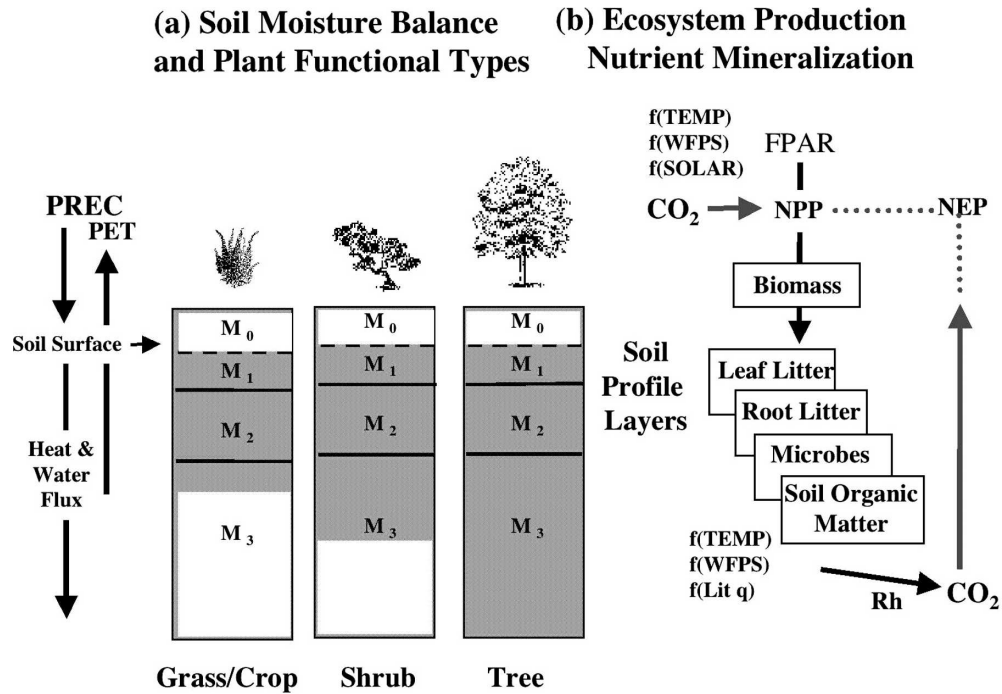 (a) Soil Moisture Balance
and Plant Functional Types
(b) Ecosystem Production
Nutrient Mineralization
PREC
PET
Soil Surface
Heat &
Water
Flux
M 0
M 1
M 2
M 3
Grass/Crop
M 0
M 1
M 2
M 3
Shrub
M 0
M 1
M 2
M 3
Tree
f(TEMP)
f(WFPS)
f(SOLAR)
FPAR
CO2
NPP
NEP
Biomass
Soil
Profile
Layers
Leaf Litter
Root Litter
Microbes
Soil Organic
Matter
f(TEMP)
f(WFPS)
f(Lit q)
Rh
CO2